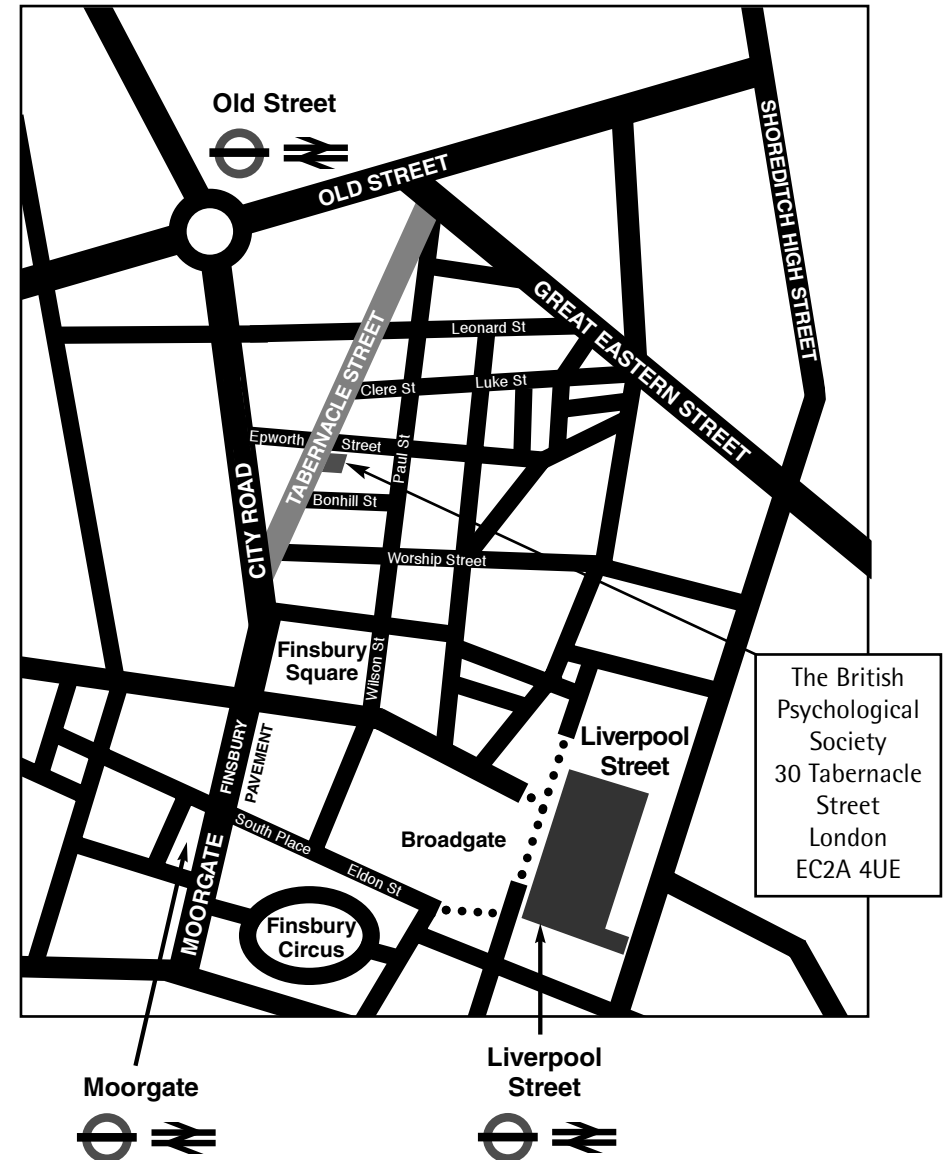 Old Street
OLD STREET
SHOREDITCH HIGH STREET
GREAT EASTERN STREET
TABERNACLE STREET
Leonard St
Clere St
Luke St
Epworth
Street
Paul St
Bonhill St
CITY ROAD
Worship Street
Finsbury
Square
Wilson St
The British
Psychological
Society
30 Tabernacle
Street
London
EC2A 4UE
FINSBURY
PAVEMENT
Liverpool
Street
South Place
Broadgate
Eldon St
MOORGATE
Finsbury
Circus
Moorgate
Liverpool
Street